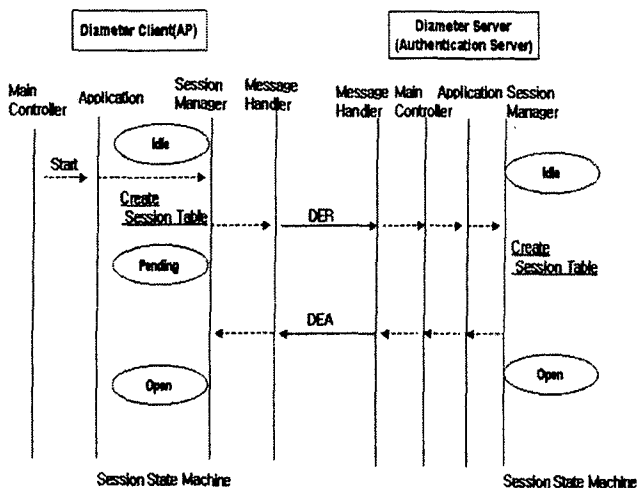 Diameter Client(AP)
Diameter Server
(Authentication Server)
Main
Controller
Application
Session
Manager
Message
Handler
Message
Handler
Main
Controller
Application
Session
Manager
Idle
Start
Idle
Create
Session Table
DER
Pending
Create
Session Table
DEA
Open
Open
Session State Machine
Session State Machine